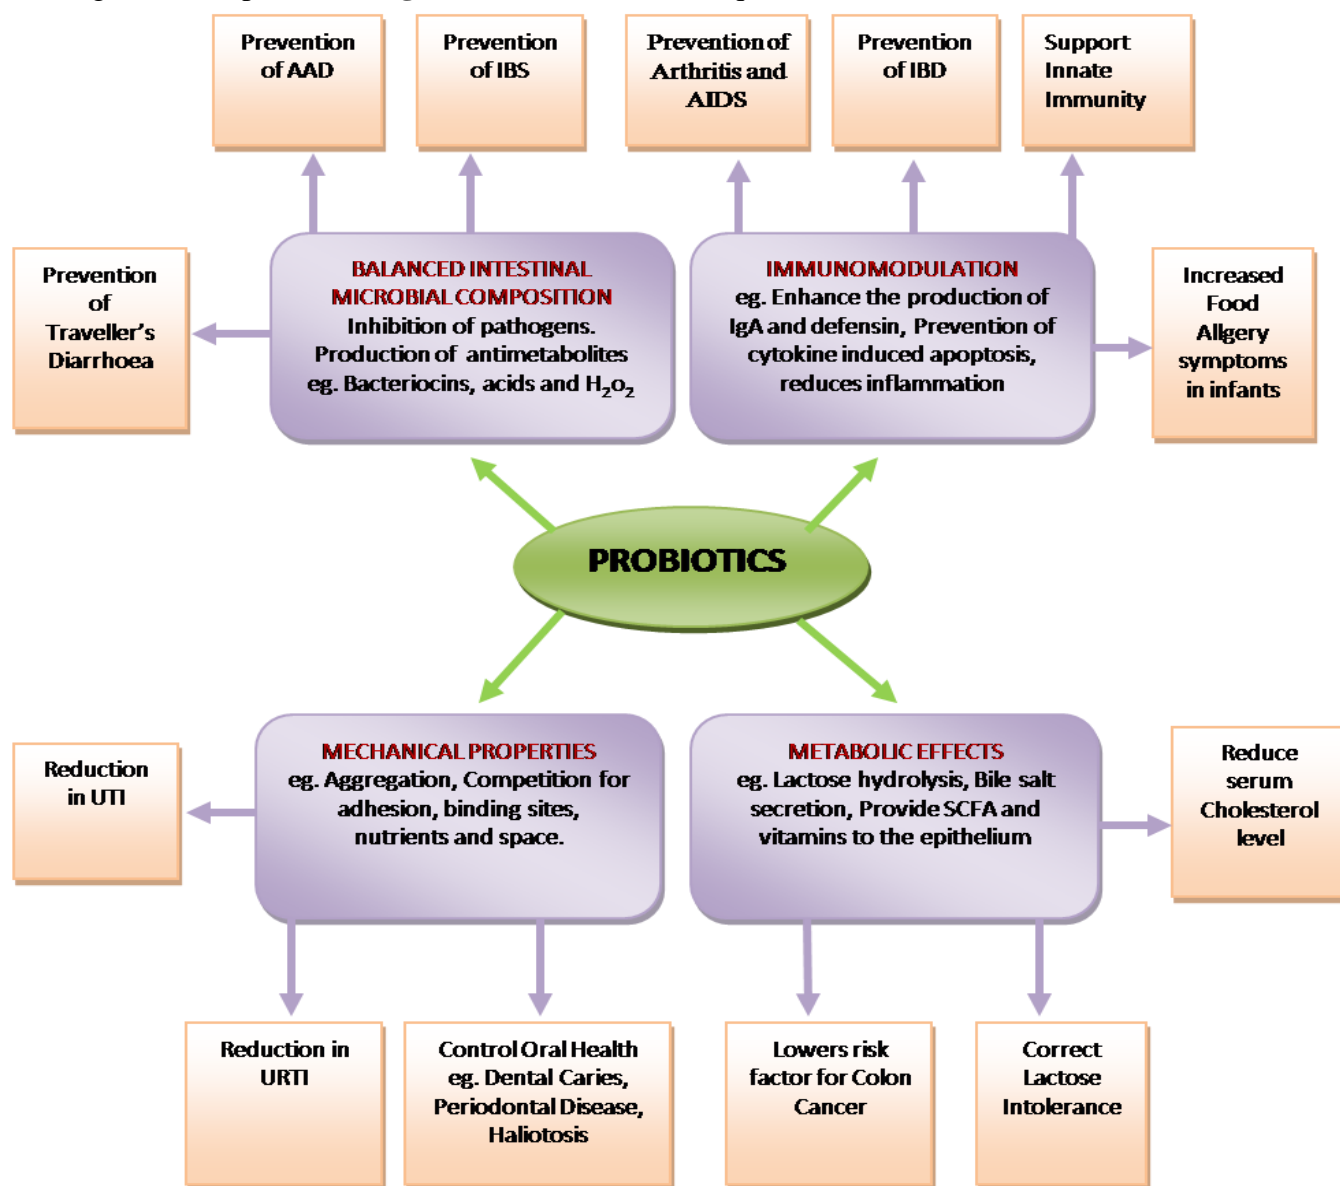 Prevention
of AAD
Prevention
of IBS
Prevention of
Arthritis and
AIDS
Prevention
of IBD
Support
Innate
Immunity
Prevention
of
Traveller's
Diarrhoea
BALANCED INTESTINAL
MICROBIAL COMPOSITION
Inhibition of pathogens.
Production of antimetabolites
eg. Bacteriocins, acids and H₂o₂
IMMUNOMODULATION
eg. Enhance the production of
IgA and defensin, Prevention of
cytokine induced apoptosis,
reduces inflammation
Increased
Food
Allgery
symptoms
in infants
PROBIOTICS
Reduction
in UTI
MECHANICAL PROPERTIES
eg. Aggregation, Competition for
adhesion, binding sites,
nutrients and space.
METABOLIC EFFECTS
eg. Lactose hydrolysis, Bile salt
secretion, Provide SCFA and
vitamins to the epithelium
Reduce
serum
Cholesterol
level
Reduction in
URTI
Control Oral Health
eg. Dental Caries,
Periodontal Disease,
Haliotosis
Lowers risk
factor for Colon
Cancer
Correct
Lactose
Intolerance